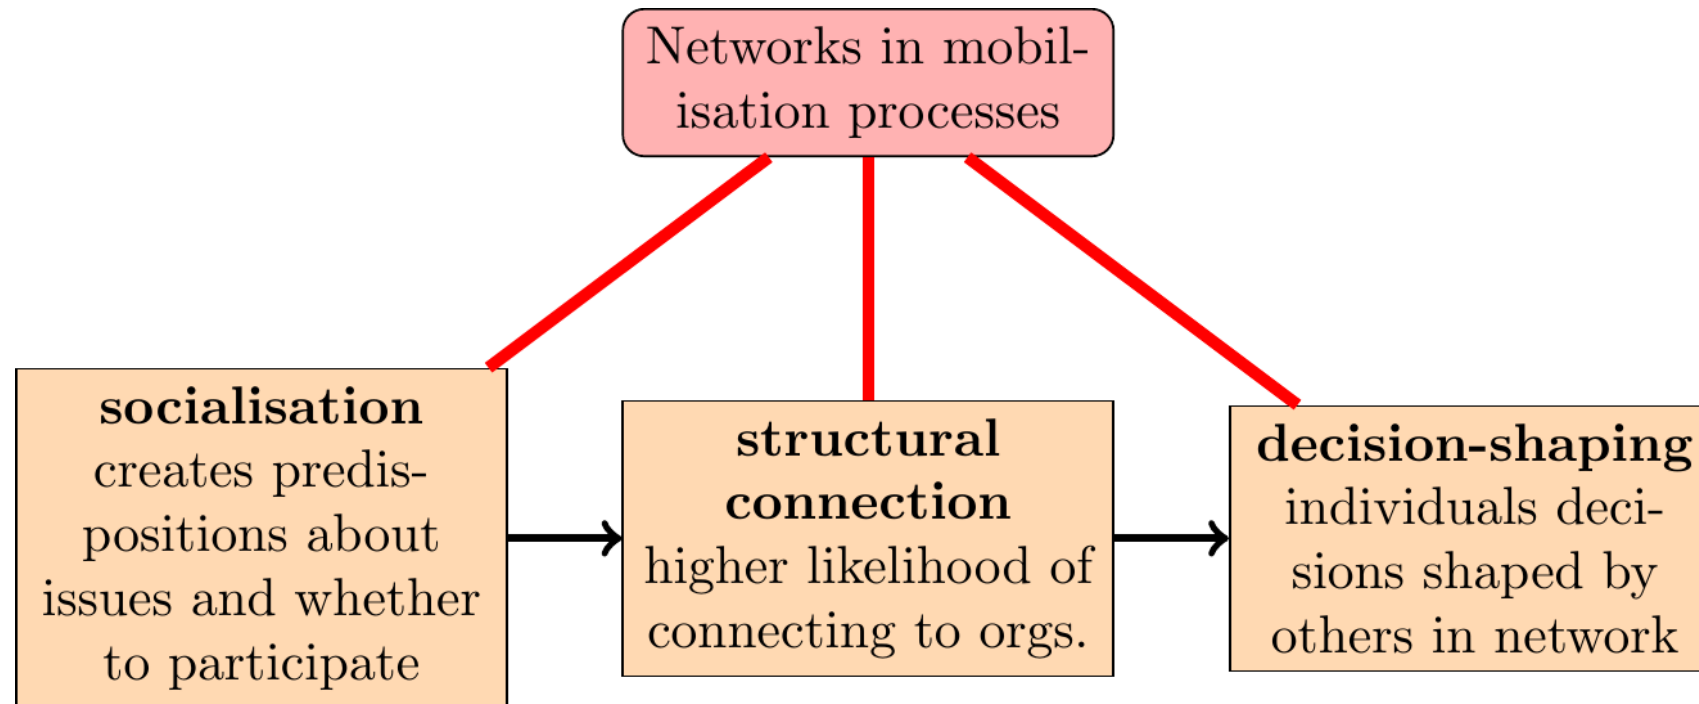 Networks in mobil-
isation processes
socialisation
creates predis-
positions about
issues and whether
to participate
structural
connection
higher likelihood of
connecting to orgs.
decision-shaping
individuals deci-
sions shaped by
others in network